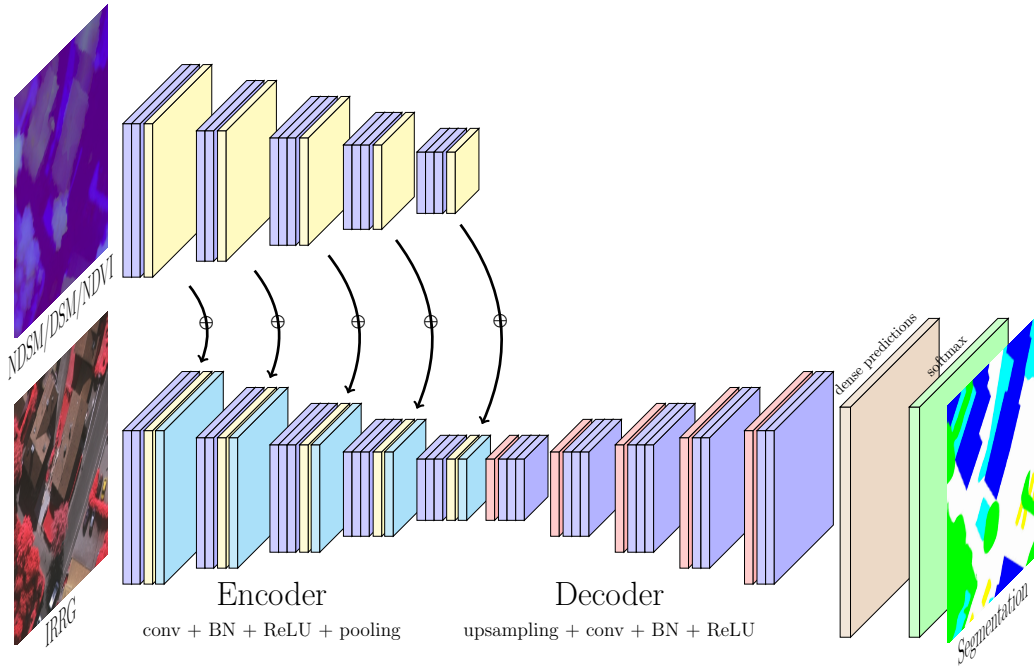 NDSM/DSM/NDVI
IRRG
dense predictions
softmax
Segmentation
Encoder
conv + BN + ReLU + pooling
Decoder
upsampling + conv + BN + ReLU